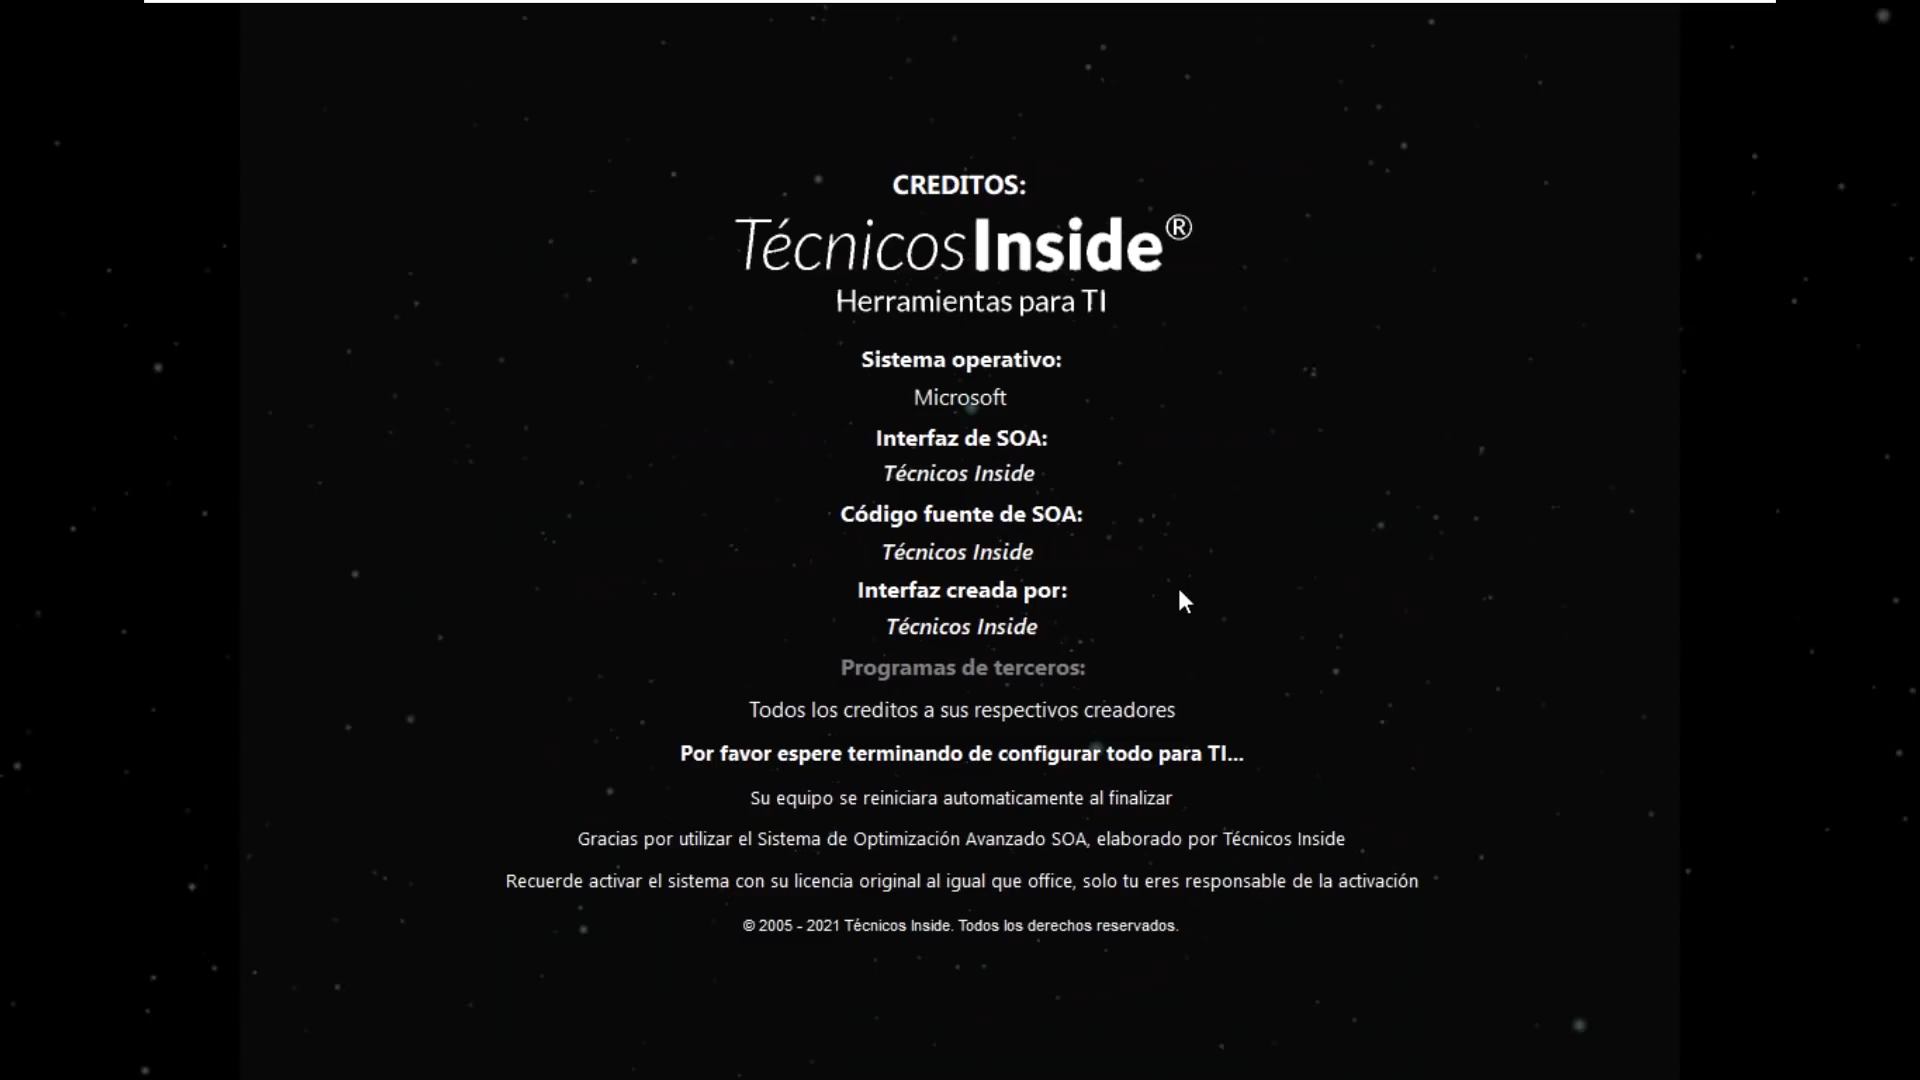 CREDITOS:
TécnicosInside®
Herramientas para TI
Sistema operativo:
Microsoft
Interfaz de SOA:
Técnicos Inside
Código fuente de SOA:
Técnicos Inside
Interfaz creada por:
Técnicos Inside
Programas de terceros:
Todos los creditos a sus respectivos creadores
Por favor espere terminando de configurar todo para TI...
Su equipo se reiniciara automaticamente al finalizar
Gracias por utilizar el Sistema de Optimización Avanzado SOA, elaborado por Técnicos Inside
Recuerde activar el sistema con su licencia original al igual que office, solo tu eres responsable de la activación
© 2005 - 2021 Técnicos Inside. Todos los derechos reservados.